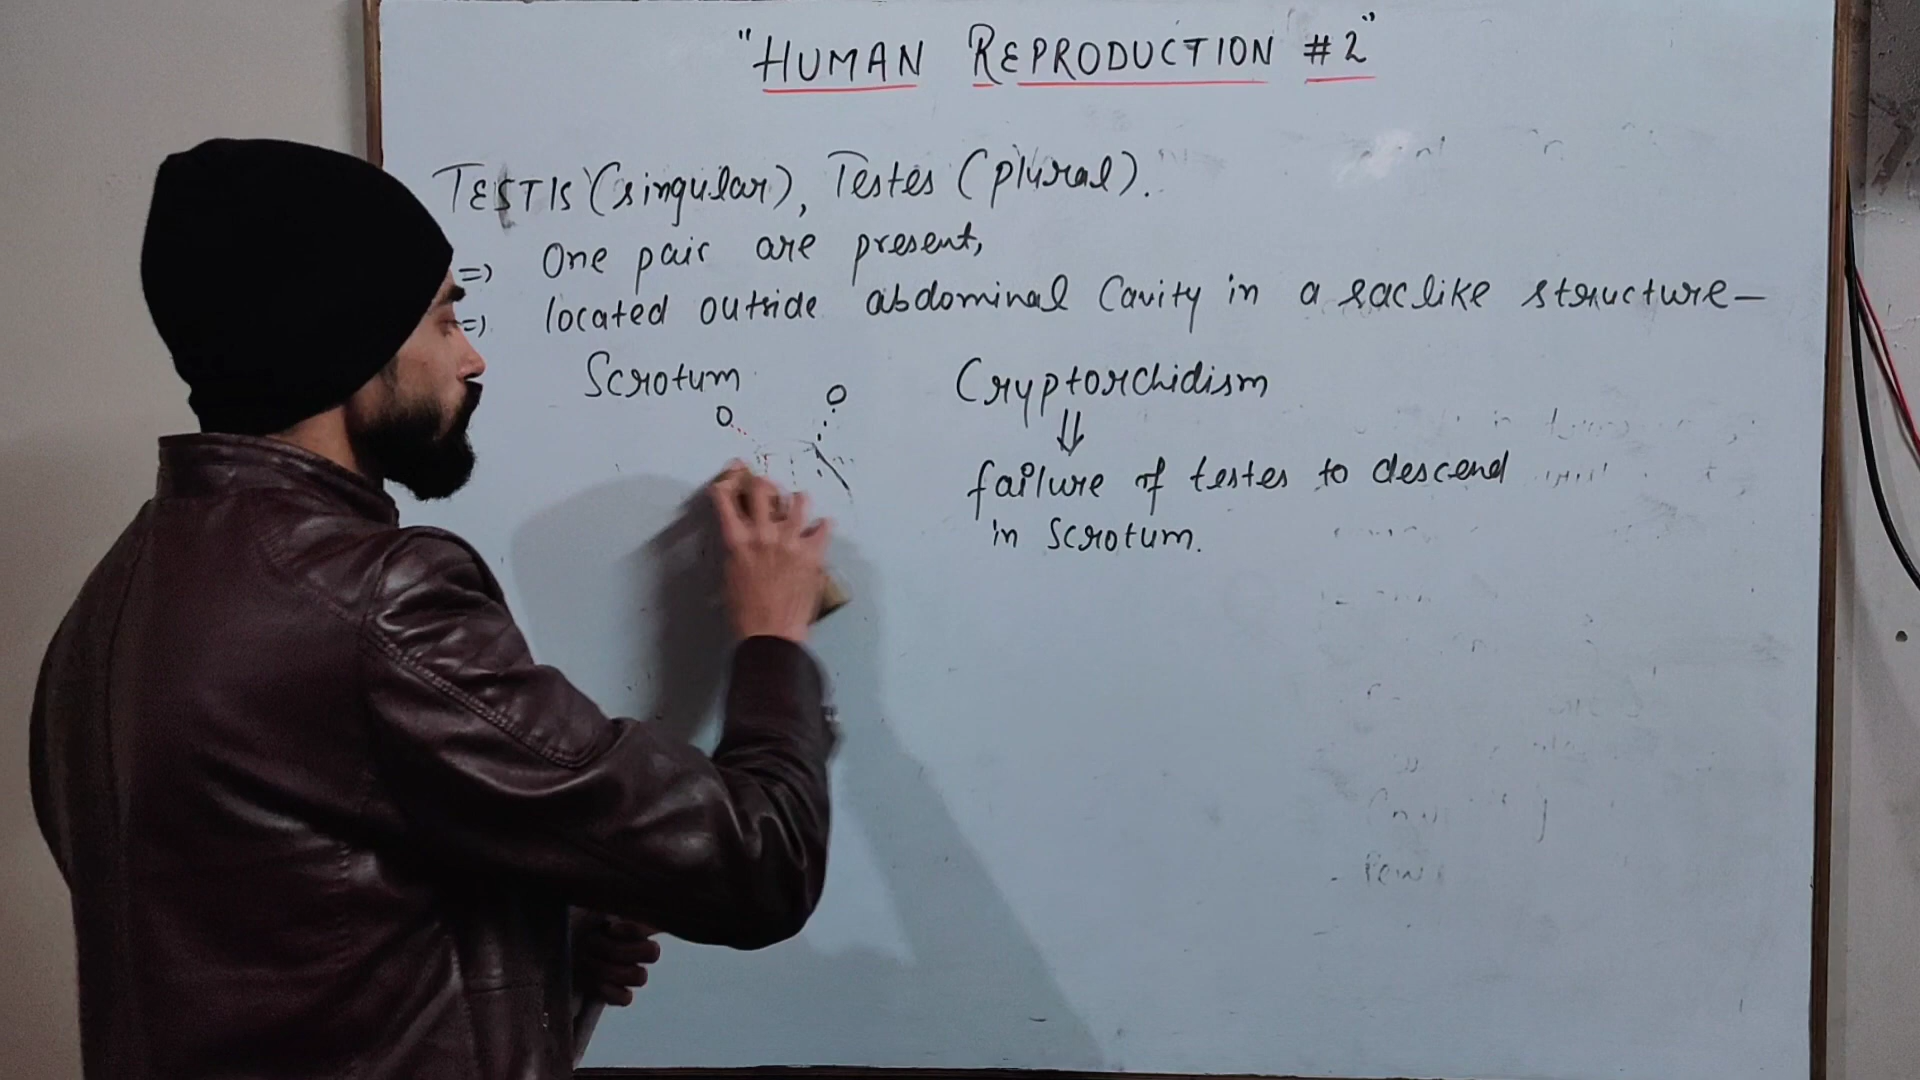 "HUMAN REPRODUCTION #2"
TESTIS (singular), Testes (plural).
=) One pair are present,
=) located outside abdominal Cavity in a saclike structure–
Scrotum
Cryptorchidism
⇓
failure of testes to descend
in Scrotum.